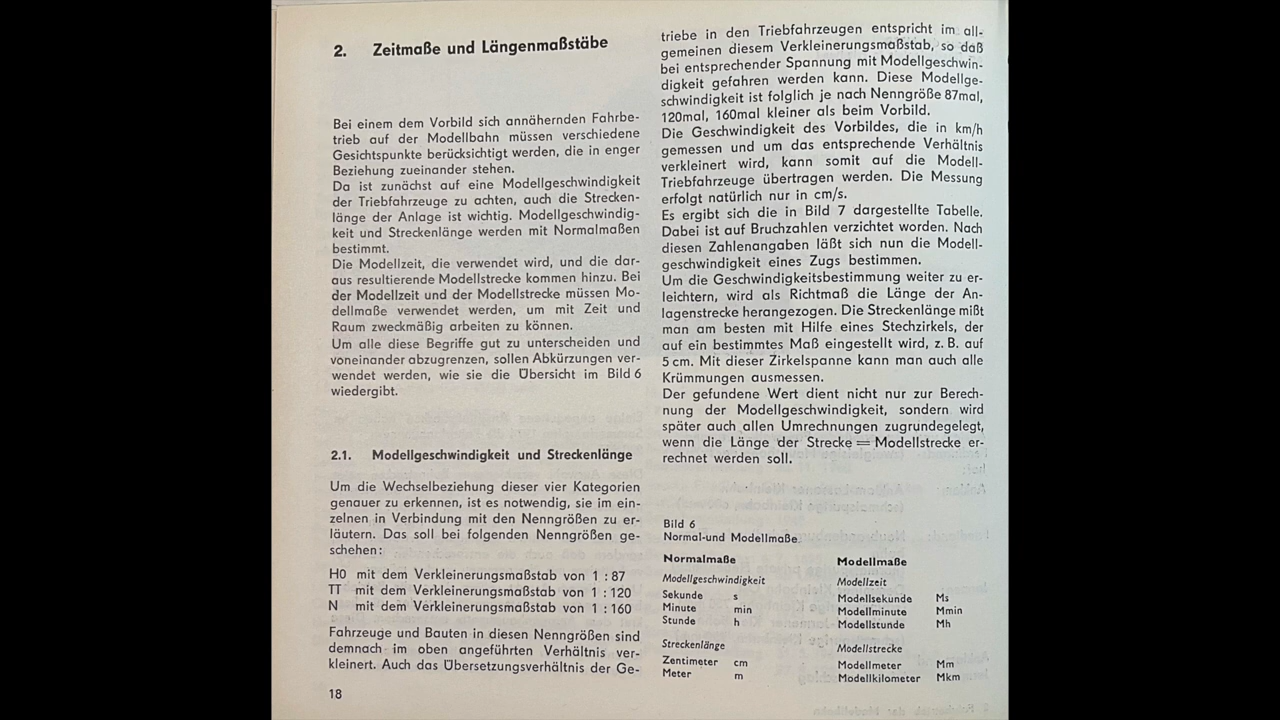 2. Zeitmaße und Längenmaßstäbe
Bei einem dem Vorbild sich annähernden Fahrbe-
trieb auf der Modellbahn müssen verschiedene
Gesichtspunkte berücksichtigt werden, die in enger
Beziehung zueinander stehen.
Da ist zunächst auf eine Modellgeschwindigkeit
der Triebfahrzeuge zu achten, auch die Strecken-
länge der Anlage ist wichtig. Modellgeschwindig-
keit und Streckenlänge werden mit Normalmaßen
bestimmt.
Die Modellzeit, die verwendet wird, und die dar-
aus resultierende Modellstrecke kommen hinzu. Bei
der Modellzeit und der Modellstrecke müssen Mo-
dellmaße verwendet werden, um mit Zeit und
Raum zweckmäßig arbeiten zu können.
Um alle diese Begriffe gut zu unterscheiden und
voneinander abzugrenzen, sollen Abkürzungen ver-
wendet werden, wie sie die Übersicht im Bild 6
wiedergibt.
2.1. Modellgeschwindigkeit und Streckenlänge
Um die Wechselbeziehung dieser vier Kategorien
genauer zu erkennen, ist es notwendig, sie im ein-
zelnen in Verbindung mit den Nenngrößen zu er-
läutern. Das soll bei folgenden Nenngrößen ge-
schehen:
H0 mit dem Verkleinerungsmaßstab von 1 : 87
TT mit dem Verkleinerungsmaßstab von 1 : 120
N mit dem Verkleinerungsmaßstab von 1 : 160
Fahrzeuge und Bauten in diesen Nenngrößen sind
demnach im oben angeführten Verhältnis ver-
kleinert. Auch das Übersetzungsverhältnis der Ge-
18
triebe in den Triebfahrzeugen entspricht im all-
gemeinen diesem Verkleinerungsmaßstab, so daß
bei entsprechender Spannung mit Modellgeschwin-
digkeit gefahren werden kann. Diese Modellge-
schwindigkeit ist folglich je nach Nenngröße 87mal,
120mal, 160mal kleiner als beim Vorbild.
Die Geschwindigkeit des Vorbildes, die in km/h
gemessen und um das entsprechende Verhältnis
verkleinert wird, kann somit auf die Modell-
Triebfahrzeuge übertragen werden. Die Messung
erfolgt natürlich nur in cm/s.
Es ergibt sich die in Bild 7 dargestellte Tabelle.
Dabei ist auf Bruchzahlen verzichtet worden. Nach
diesen Zahlenangaben läßt sich nun die Modell-
geschwindigkeit eines Zugs bestimmen.
Um die Geschwindigkeitsbestimmung weiter zu er-
leichtern, wird als Richtmaß die Länge der An-
lagenstrecke herangezogen. Die Streckenlänge mißt
man am besten mit Hilfe eines Stechzirkels, der
auf ein bestimmtes Maß eingestellt wird, z. B. auf
5 cm. Mit dieser Zirkelspanne kann man auch alle
Krümmungen ausmessen.
Der gefundene Wert dient nicht nur zur Berech-
nung der Modellgeschwindigkeit, sondern wird
später auch allen Umrechnungen zugrundegelegt,
wenn die Länge der Strecke = Modellstrecke er-
rechnet werden soll.
Bild 6
Normal-und Modellmaße
Normalmaße Modellmaße
Modellgeschwindigkeit Modellzeit
Sekunde s Modellsekunde Ms
Minute min Modellminute Mmin
Stunde h Modellstunde Mh
Streckenlänge Modellstrecke
Zentimeter cm Modellmeter Mm
Meter m Modellkilometer Mkm